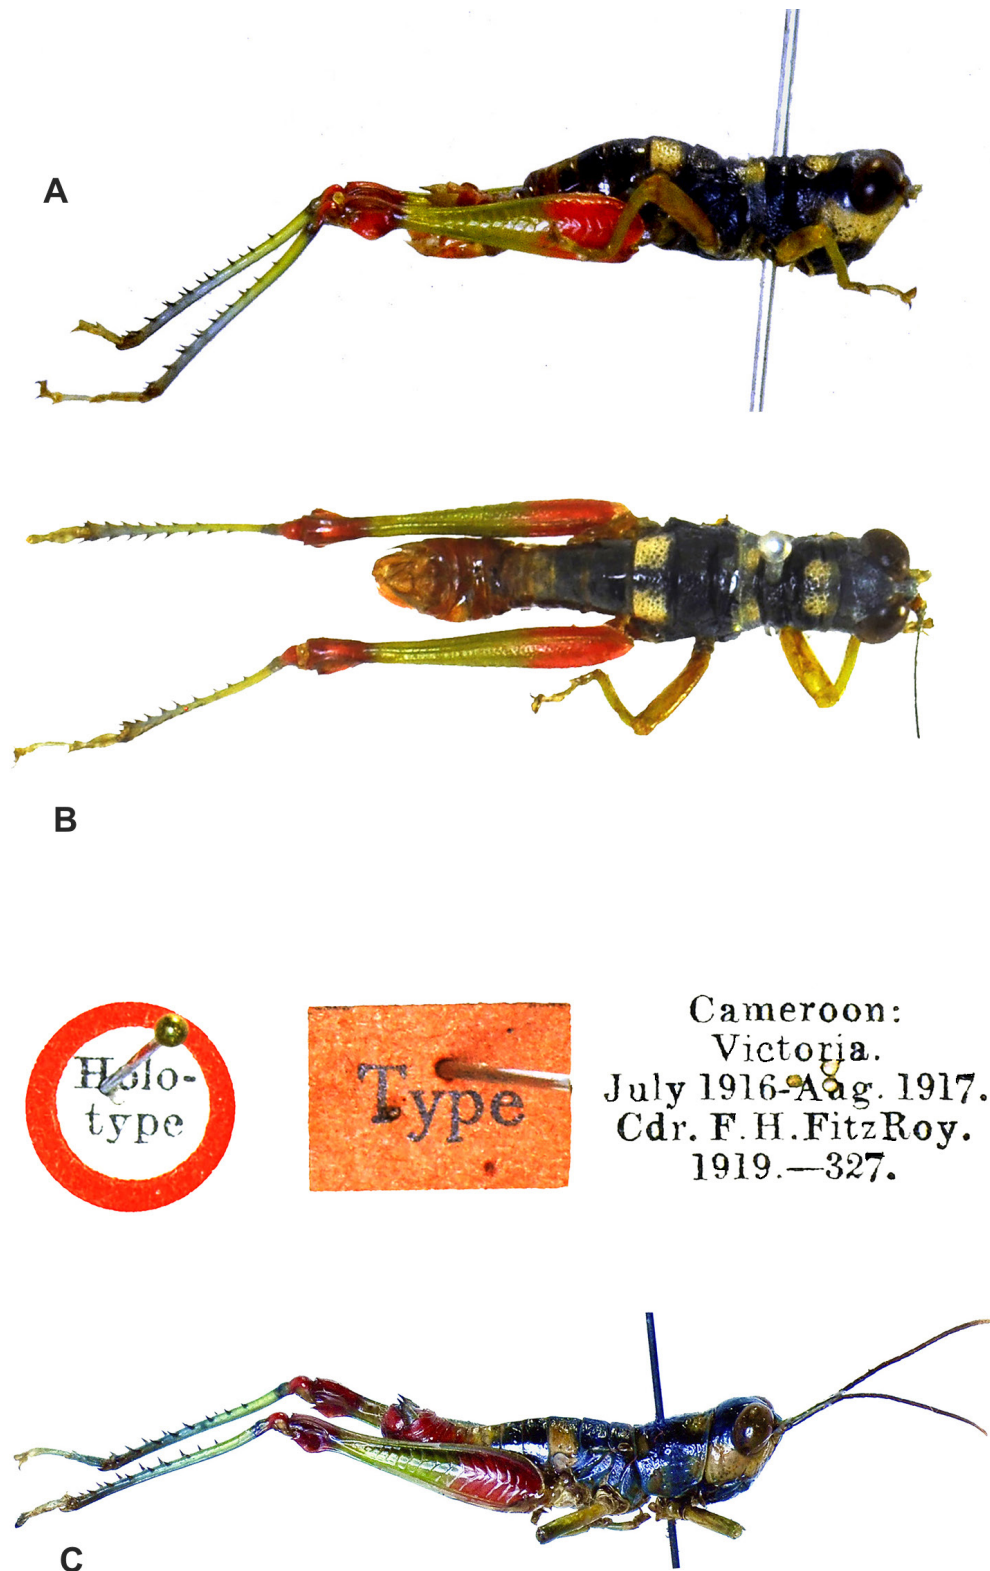 A
B
Holo-
type
Type
Cameroon:
Victoria.
July 1916-Aug. 1917.
Cdr. F. H. FitzRoy.
1919.—327.
C